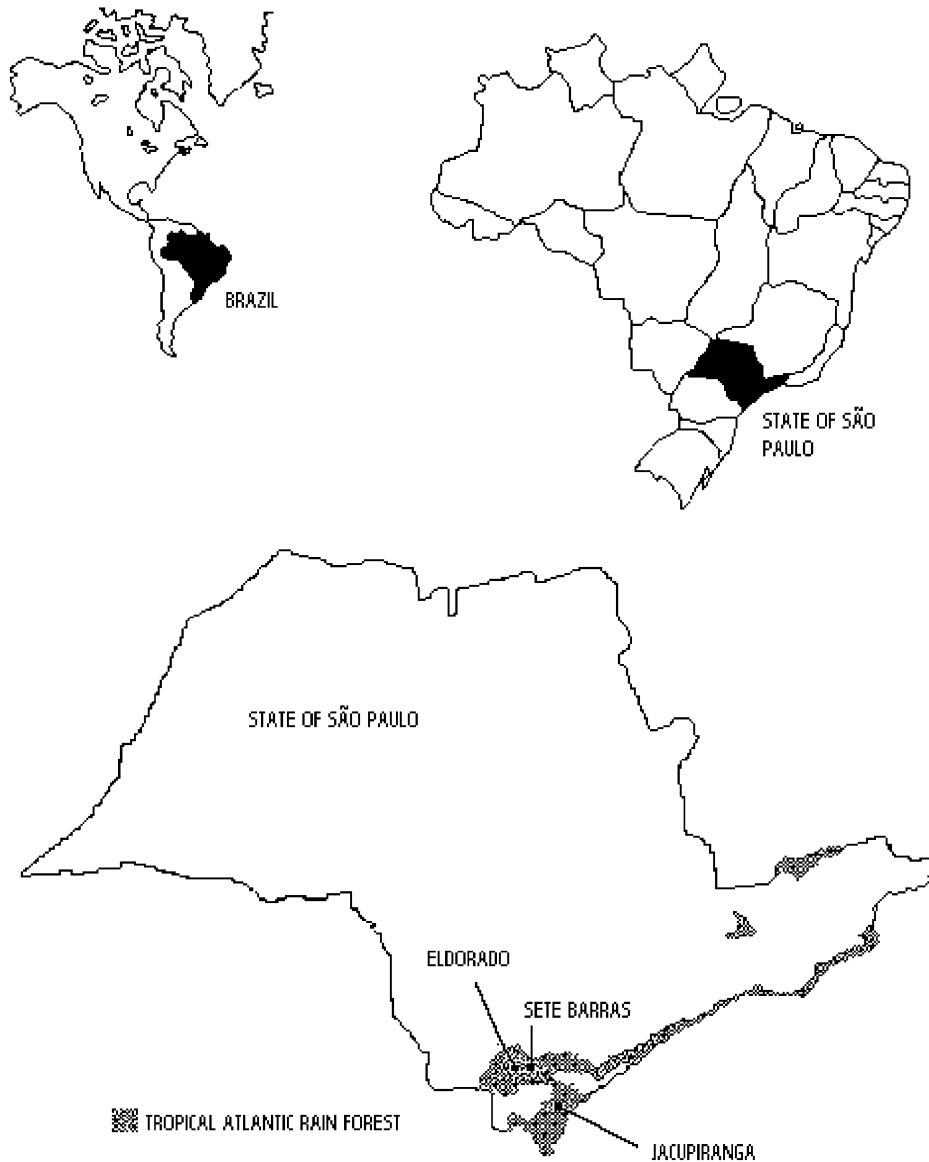 BRAZIL
STATE OF SÃO
PAULO
STATE OF SÃO PAULO
ELDORADO
SETE BARRAS
TROPICAL ATLANTIC RAIN FOREST
JACUPIRANGA